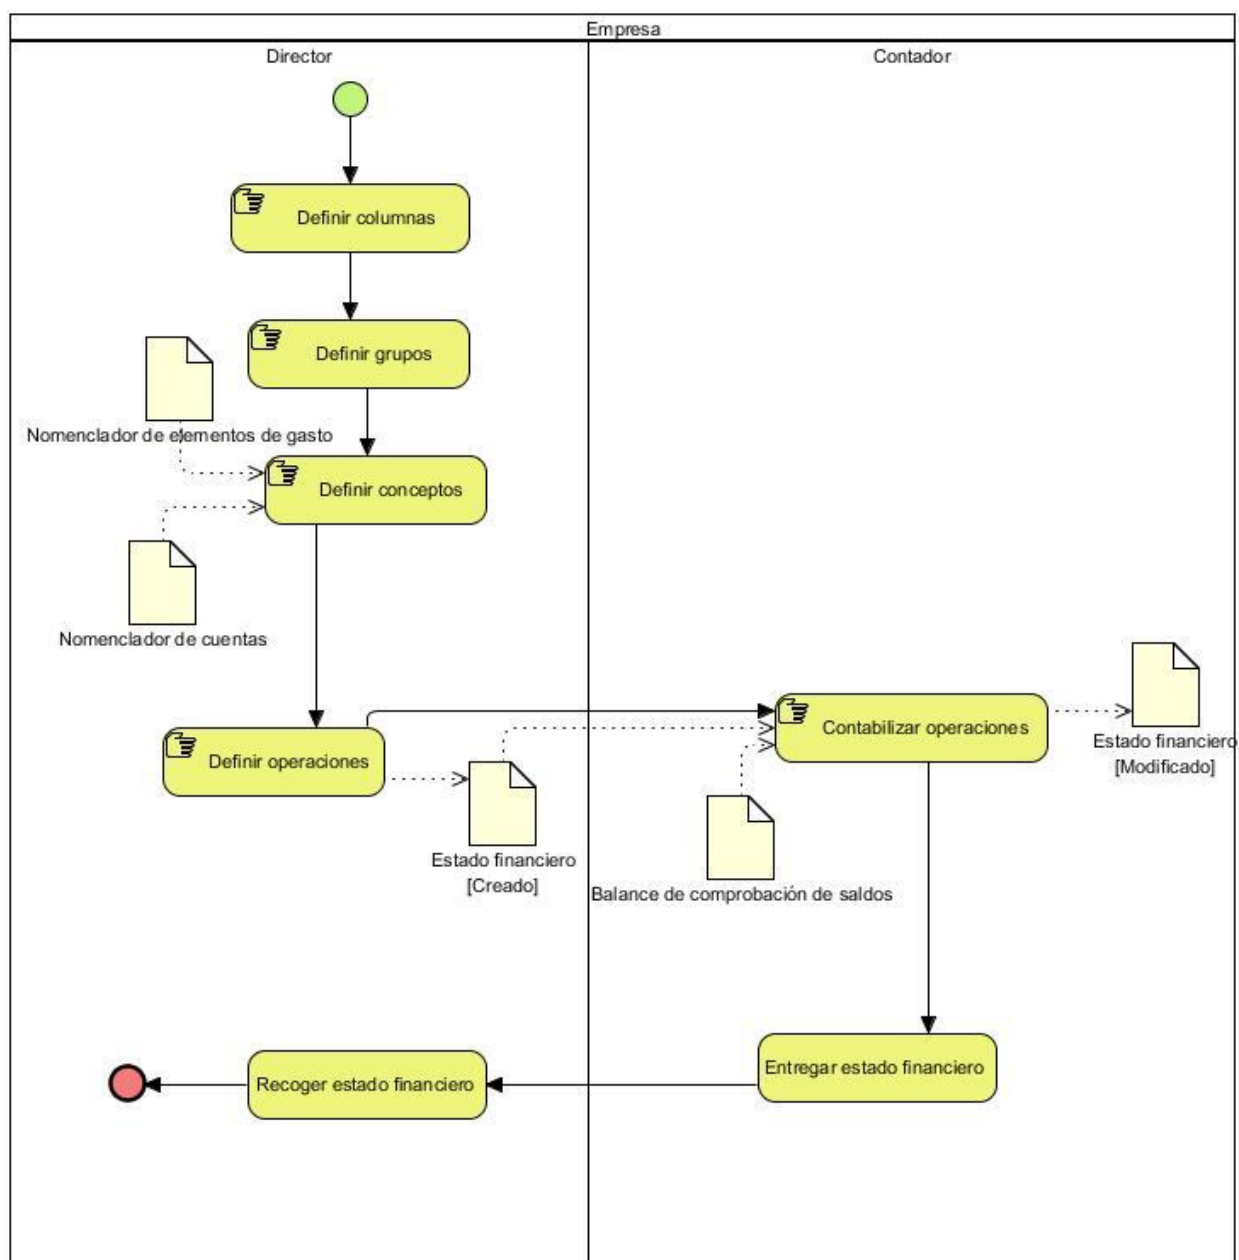 Empresa
Director
Contador
Definir columnas
Definir grupos
Nomenclador de elementos de gasto
Definir conceptos
Nomenclador de cuentas
Contabilizar operaciones
Estado financiero
[Modificado]
Definir operaciones
Estado financiero
[Creado]
Balance de comprobación de saldos
Entregar estado financiero
Recoger estado financiero